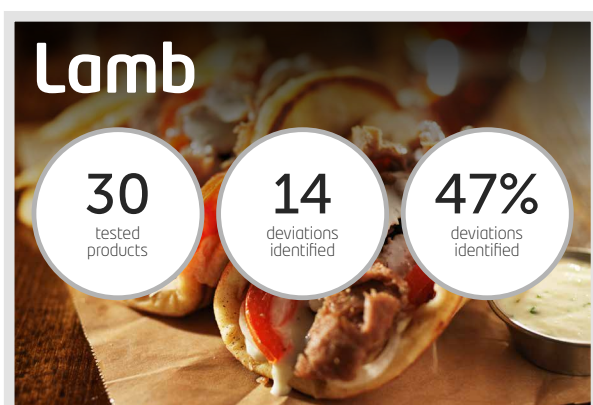 Lamb
30
tested
products
14
deviations
identified
47%
deviations
identified